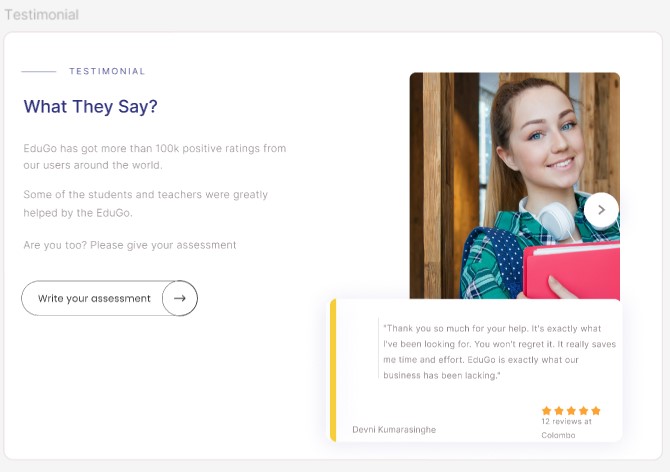 Testimonial
TESTIMONIAL
What They Say?
EduGo has got more than 100k positive ratings from
our users around the world.
Some of the students and teachers were greatly
helped by the EduGo.
Are you too? Please give your assessment
Write your assessment
"Thank you so much for your help. It's exactly what
I've been looking for. You won't regret it. It really saves
me time and effort. EduGo is exactly what our
business has been lacking."
12 reviews at
Colombo
Devni Kumarasinghe